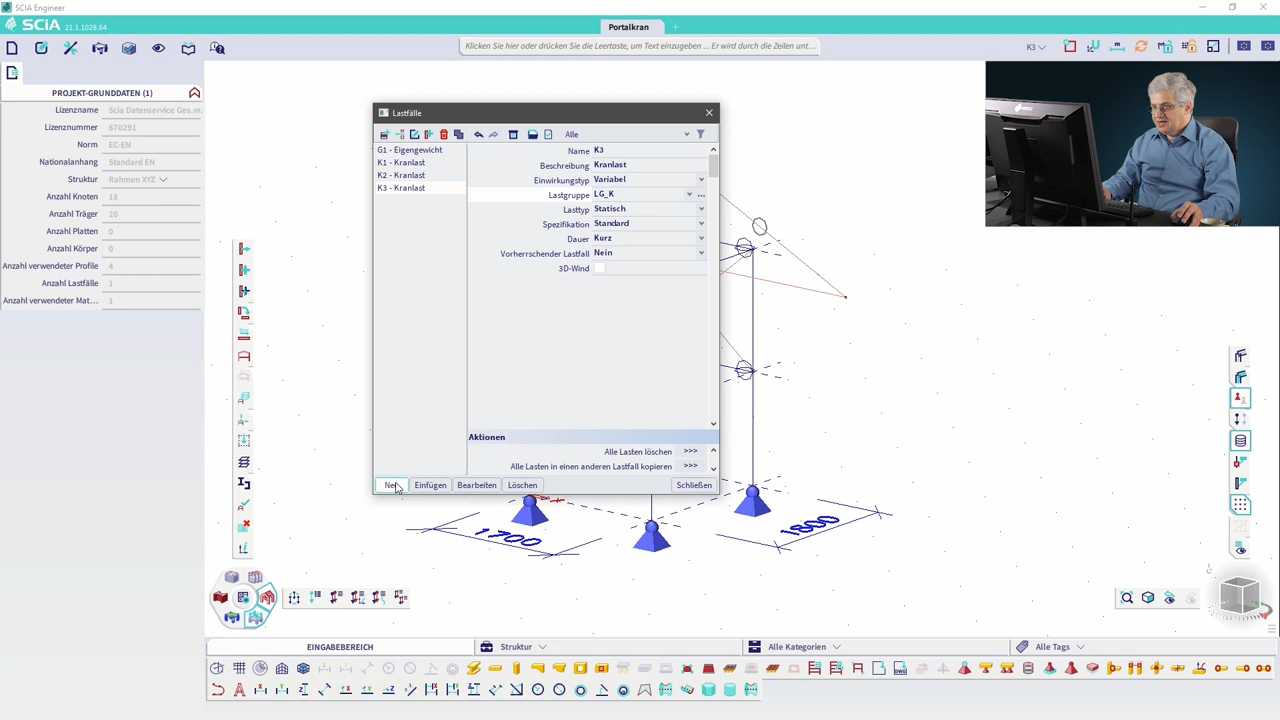 SCIA Engineer
SCIA 21.1.1028.64
Portalkran
Klicken Sie hier oder drücken Sie die Leertaste, um Text einzugeben ... Er wird durch die Zeilen unt...
K3
PROJEKT-GRUNDDATEN (1)
Lizenzname Scia Datenservice Ges.m.
Lizenznummer 670291
Norm EC-EN
Nationalanhang Standard EN
Struktur Rahmen XYZ
Anzahl Knoten 18
Anzahl Träger 20
Anzahl Platten 0
Anzahl Körper 0
Anzahl verwendeter Profile 4
Anzahl Lastfälle 1
Anzahl verwendeter Mat... 1
Lastfälle
Alle
G1 - Eigengewicht
K1 - Kranlast
K2 - Kranlast
K3 - Kranlast
Name K3
Beschreibung Kranlast
Einwirkungstyp Variabel
Lastgruppe LG_K ...
Lasttyp Statisch
Spezifikation Standard
Dauer Kurz
Vorherrschender Lastfall Nein
3D-Wind
Aktionen
Alle Lasten löschen >>>
Alle Lasten in einen anderen Lastfall kopieren >>>
Einfügen Bearbeiten Löschen Schließen
1700
1800
EINGABEBEREICH Struktur Alle Kategorien Alle Tags